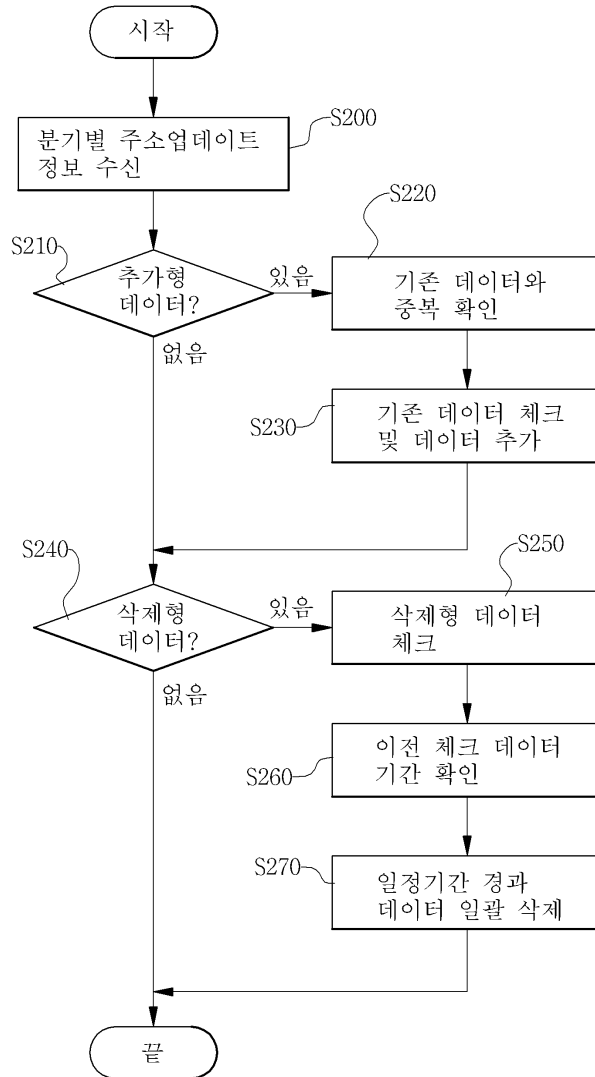 시작
분기별 주소업데이트
정보 수신
S200
S210
추가형
데이터?
있음
없음
S220
기존 데이터와
중복 확인
S230
기존 데이터 체크
및 데이터 추가
S240
삭제형
데이터?
있음
없음
S250
삭제형 데이터
체크
S260
이전 체크 데이터
기간 확인
S270
일정기간 경과
데이터 일괄 삭제
끝